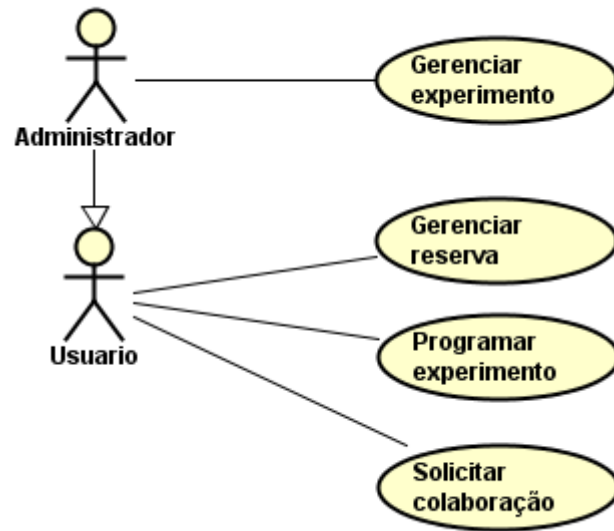 Gerenciar
experimento
Administrador
Gerenciar
reserva
Usuario
Programar
experimento
Solicitar
colaboração